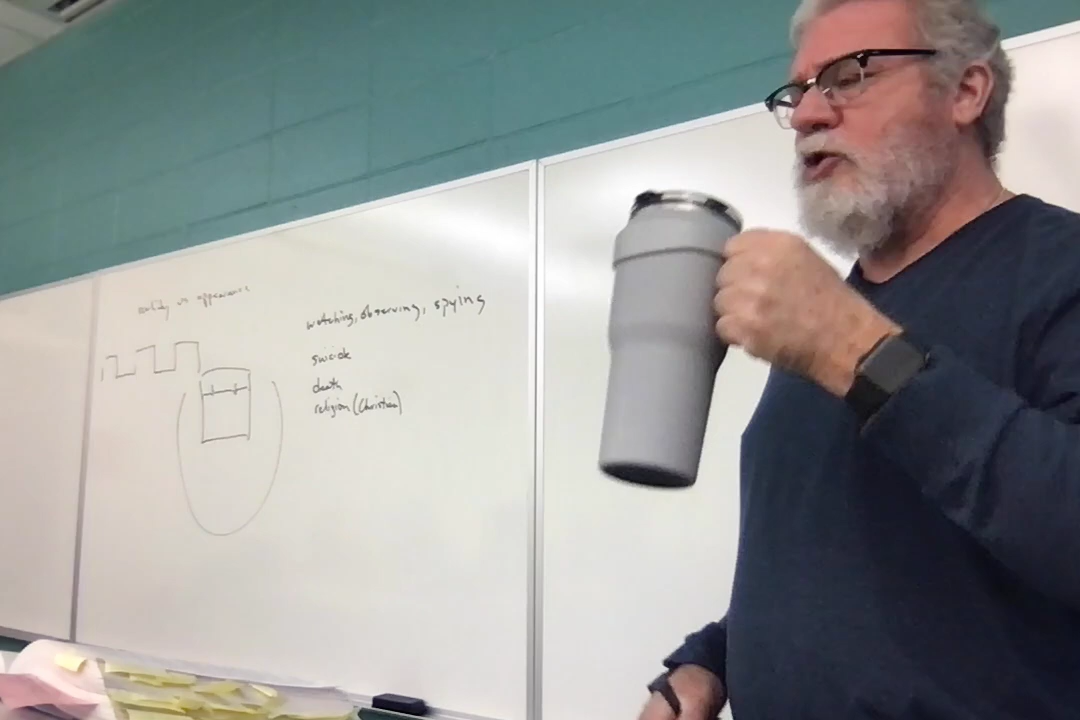 reality vs appearance
watching, observing, spying
suicide
death
religion (Christian)